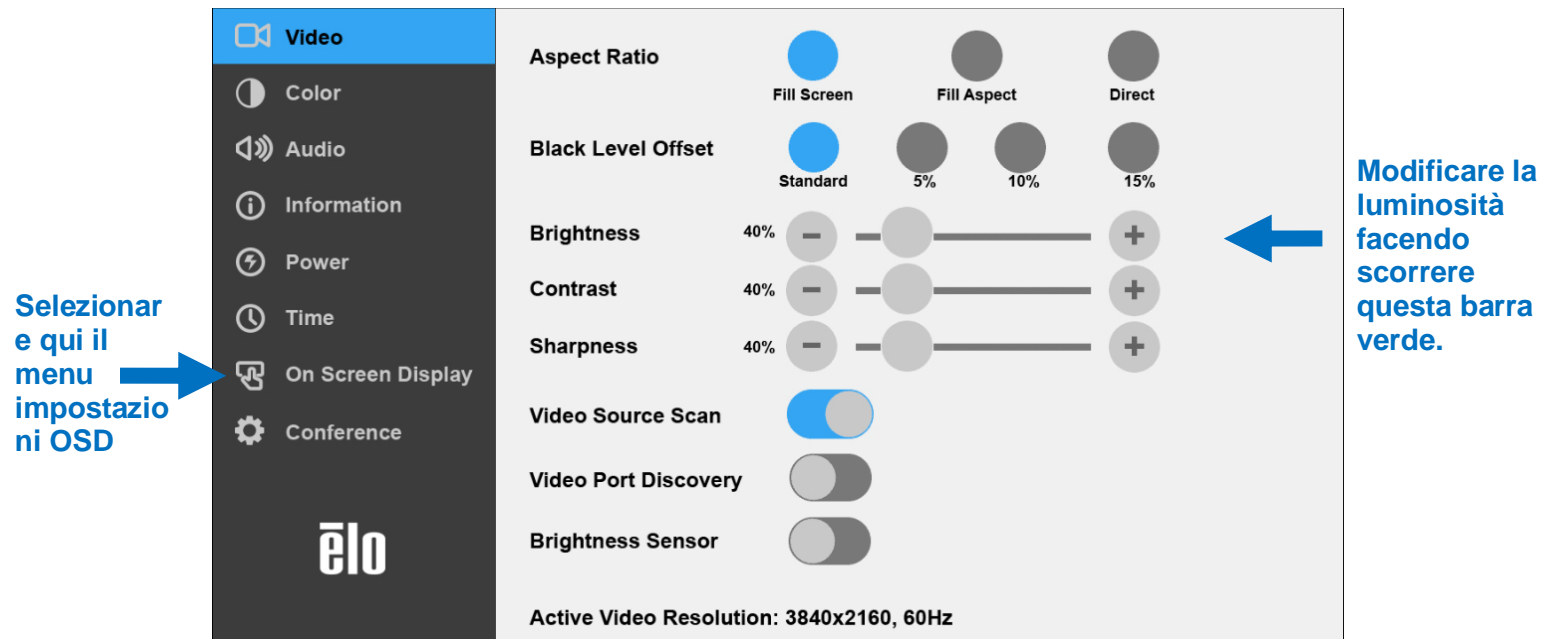 Video
Color
Audio
Information
Power
Time
On Screen Display
Conference
ēlo
Selezionar
e qui il
menu
impostazio
ni OSD
Aspect Ratio
Fill Screen Fill Aspect Direct
Black Level Offset
Standard 5% 10% 15%
Brightness 40% − +
Contrast 40% − +
Sharpness 40% − +
Video Source Scan
Video Port Discovery
Brightness Sensor
Active Video Resolution: 3840x2160, 60Hz
Modificare la
luminosità
facendo
scorrere
questa barra
verde.